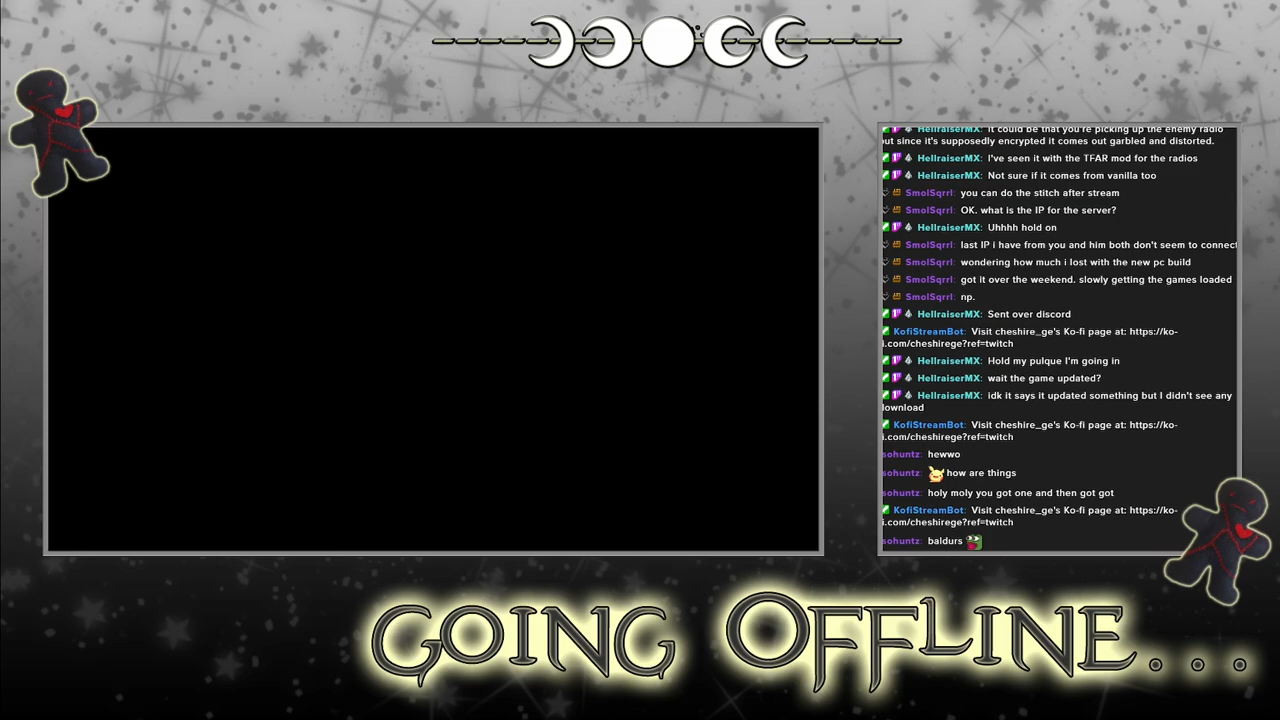 HellraiserMX: it could be that you're picking up the enemy radio
but since it's supposedly encrypted it comes out garbled and distorted.
HellraiserMX: I've seen it with the TFAR mod for the radios
HellraiserMX: Not sure if it comes from vanilla too
SmolSqrrl: you can do the stitch after stream
SmolSqrrl: OK. what is the IP for the server?
HellraiserMX: Uhhhh hold on
SmolSqrrl: last IP i have from you and him both don't seem to connect
SmolSqrrl: wondering how much i lost with the new pc build
SmolSqrrl: got it over the weekend. slowly getting the games loaded
SmolSqrrl: np.
HellraiserMX: Sent over discord
KofiStreamBot: Visit cheshire_ge's Ko-fi page at: https://ko-
fi.com/cheshirege?ref=twitch
HellraiserMX: Hold my pulque I'm going in
HellraiserMX: wait the game updated?
HellraiserMX: idk it says it updated something but I didn't see any
download
KofiStreamBot: Visit cheshire_ge's Ko-fi page at: https://ko-
fi.com/cheshirege?ref=twitch
sohuntz: hewwo
sohuntz: how are things
sohuntz: holy moly you got one and then got got
KofiStreamBot: Visit cheshire_ge's Ko-fi page at: https://ko-
fi.com/cheshirege?ref=twitch
sohuntz: baldurs
GOING OFFLINE...